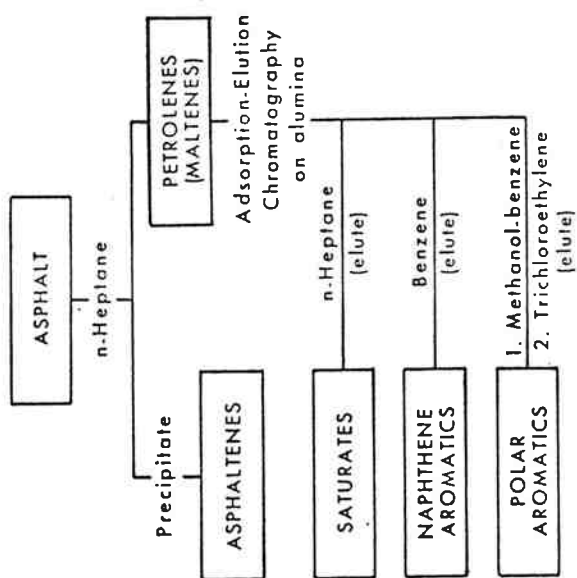 ASPHALT
n-Heptane
Precipitate
ASPHALTENES
PETROLENES
(MALTENES)
Adsorption-Elution
Chromatography
on alumina
SATURATES
n-Heptane
(elute)
NAPHTHENE
AROMATICS
Benzene
(elute)
POLAR
AROMATICS
1. Methanol-benzene
2. Trichloroethylene
(elute)